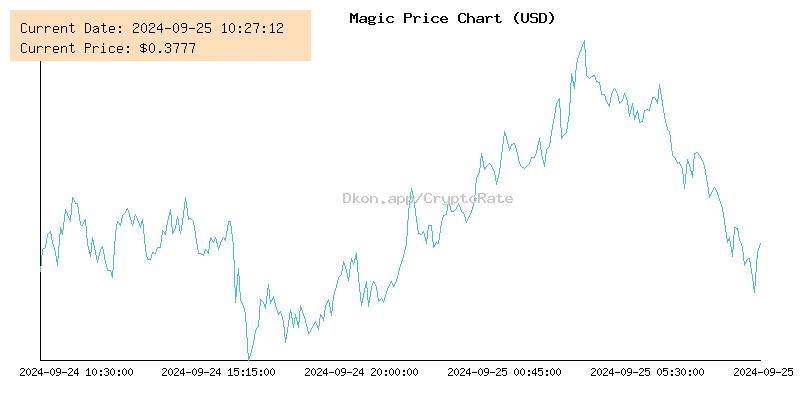 Magic Price Chart (USD)
Current Date: 2024-09-25 10:27:12
Current Price: $0.3777
Dkon.app/CryptoRate
2024-09-24 10:30:00
2024-09-24 15:15:00
2024-09-24 20:00:00
2024-09-25 00:45:00
2024-09-25 05:30:00
2024-09-25